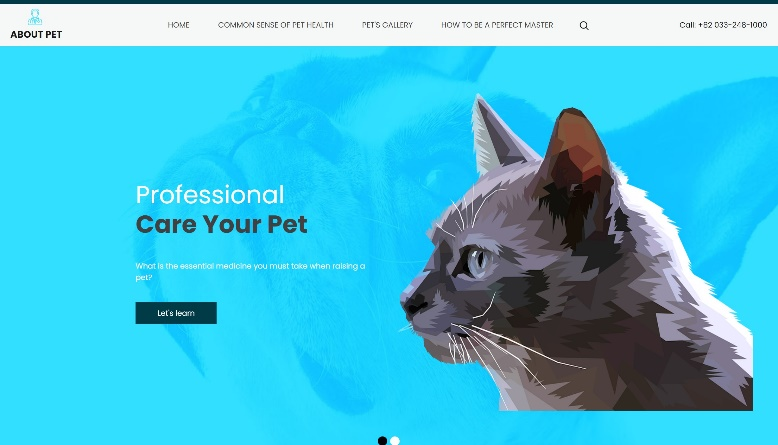 ABOUT PET
HOME
COMMON SENSE OF PET HEALTH
PET'S GALLERY
HOW TO BE A PERFECT MASTER
Call: +82 033-248-1000
Professional
Care Your Pet
What is the essential medicine you must take when raising a
pet?
Let's learn